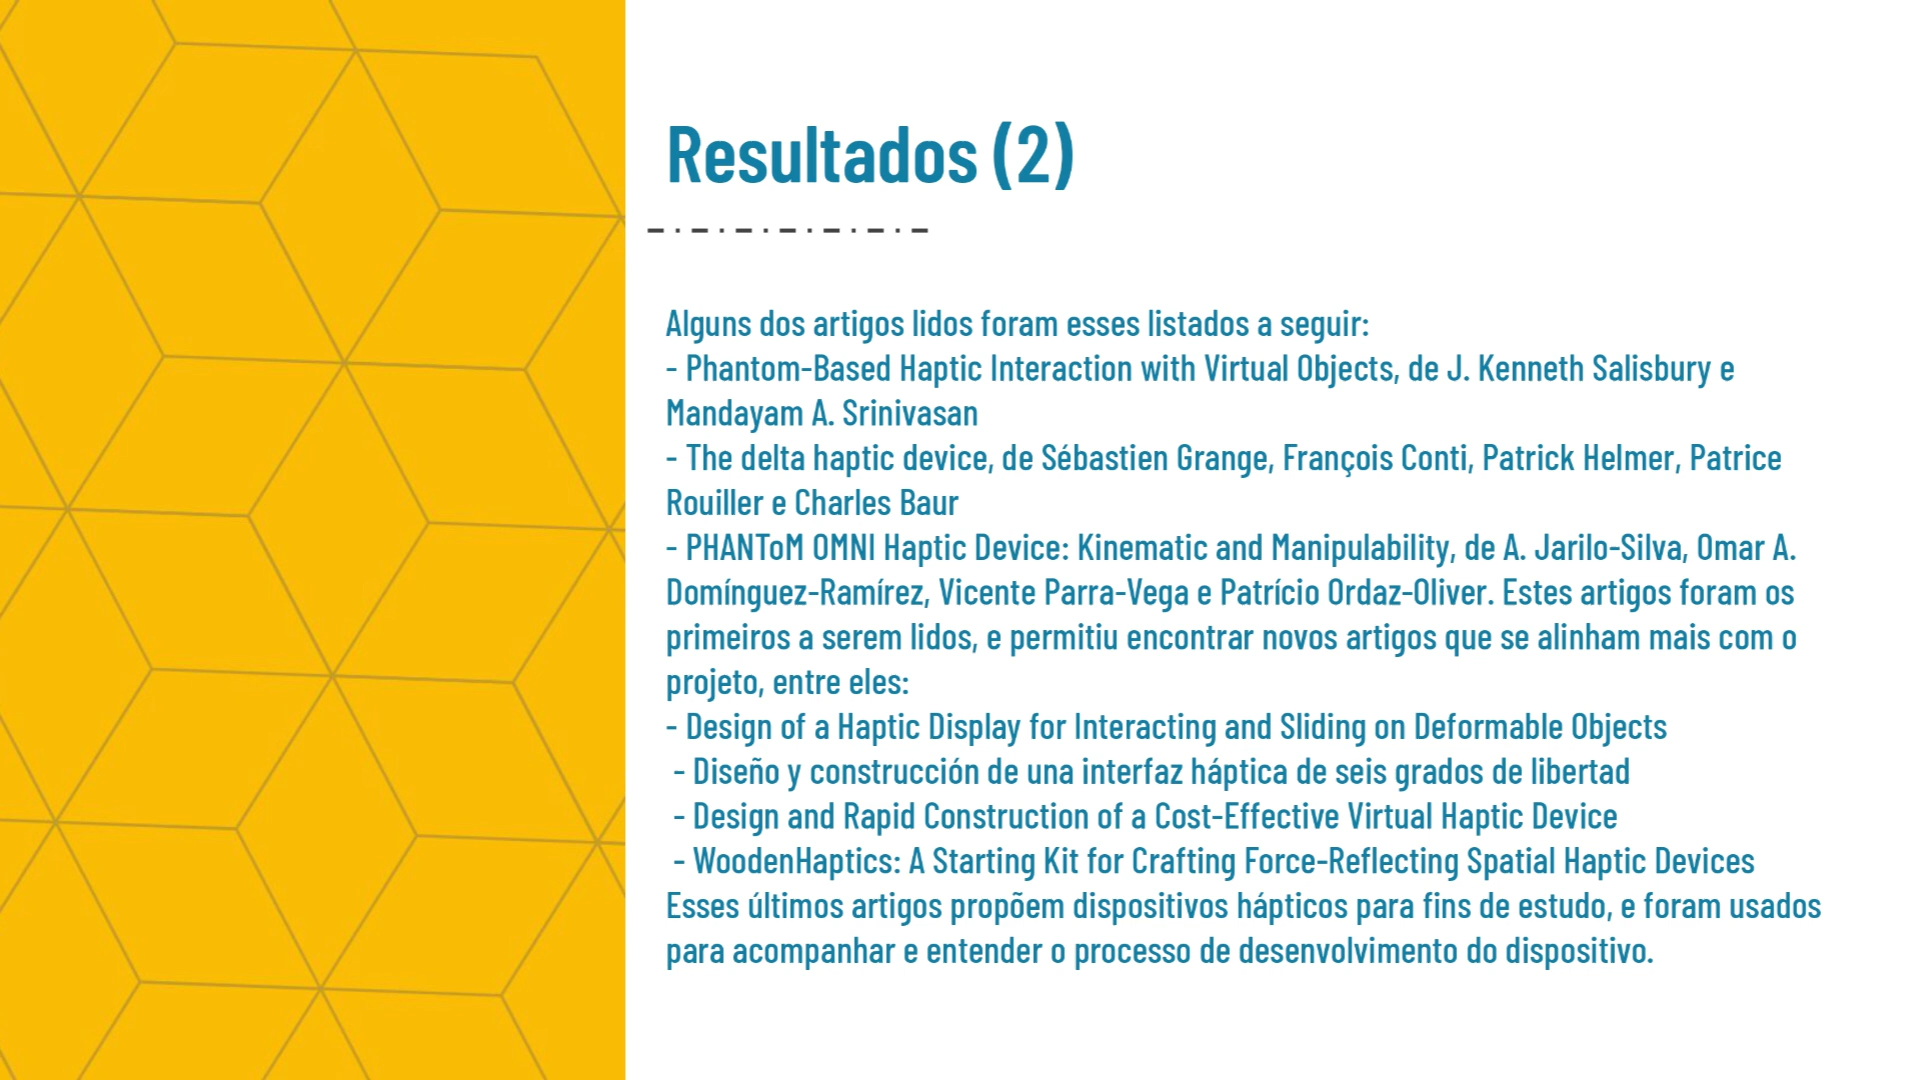 Resultados (2)
Alguns dos artigos lidos foram esses listados a seguir:
- Phantom-Based Haptic Interaction with Virtual Objects, de J. Kenneth Salisbury e
Mandayam A. Srinivasan
- The delta haptic device, de Sébastien Grange, François Conti, Patrick Helmer, Patrice
Rouiller e Charles Baur
- PHANToM OMNI Haptic Device: Kinematic and Manipulability, de A. Jarilo-Silva, Omar A.
Domínguez-Ramírez, Vicente Parra-Vega e Patrício Ordaz-Oliver. Estes artigos foram os
primeiros a serem lidos, e permitiu encontrar novos artigos que se alinham mais com o
projeto, entre eles:
- Design of a Haptic Display for Interacting and Sliding on Deformable Objects
- Diseño y construcción de una interfaz háptica de seis grados de libertad
- Design and Rapid Construction of a Cost-Effective Virtual Haptic Device
- WoodenHaptics: A Starting Kit for Crafting Force-Reflecting Spatial Haptic Devices
Esses últimos artigos propõem dispositivos hápticos para fins de estudo, e foram usados
para acompanhar e entender o processo de desenvolvimento do dispositivo.